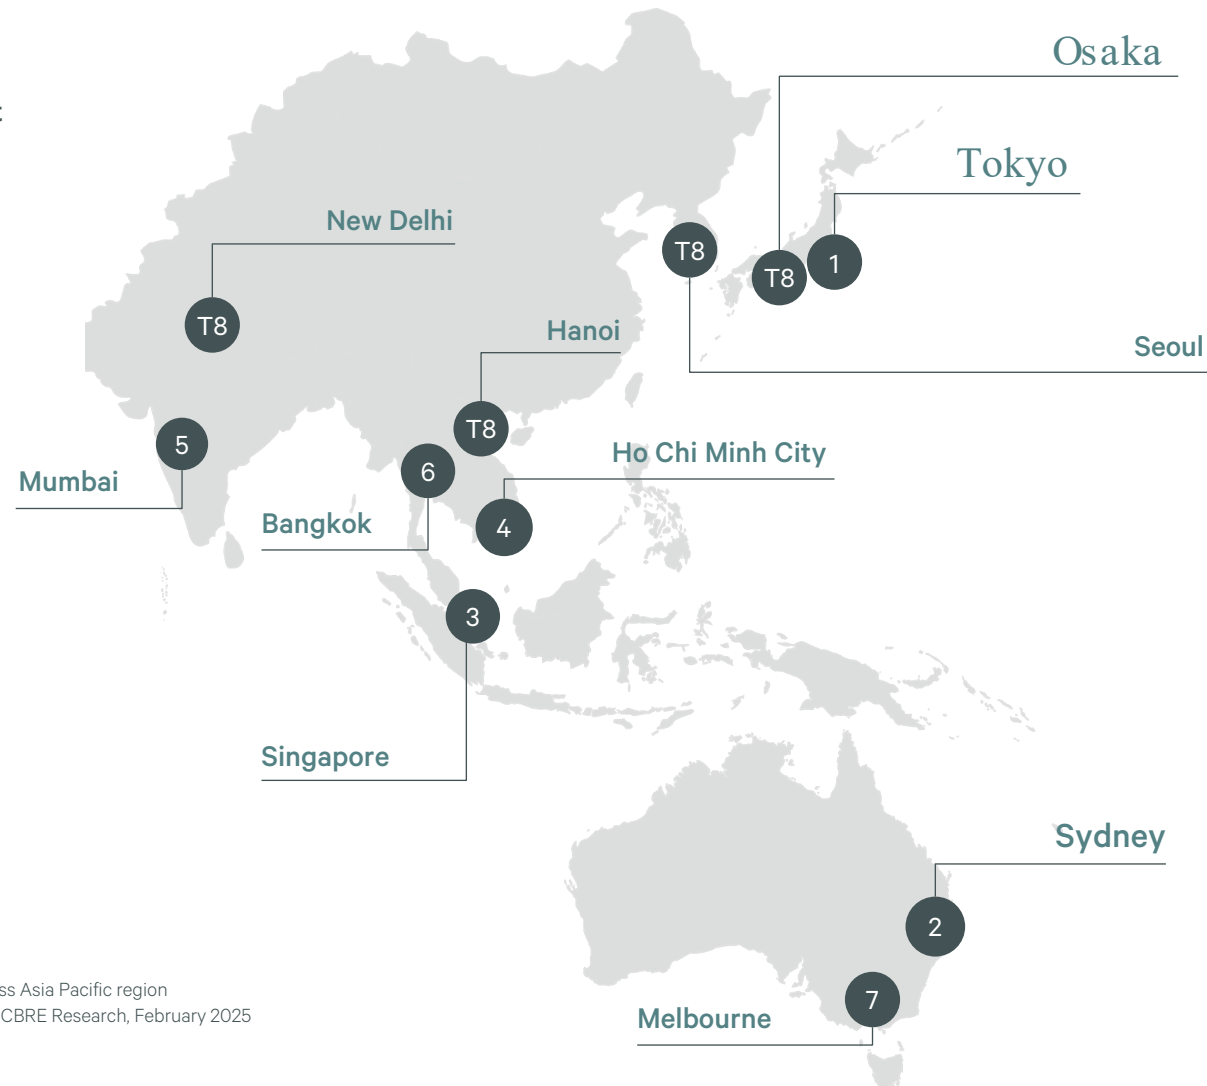 Osaka
Tokyo
New Delhi
T8
T8
1
T8
T8
Hanoi
Seoul
T8
5
Ho Chi Minh City
6
Mumbai
Bangkok
4
3
Singapore
Sydney
2
7
ss Asia Pacific region
CBRE Research, February 2025
Melbourne